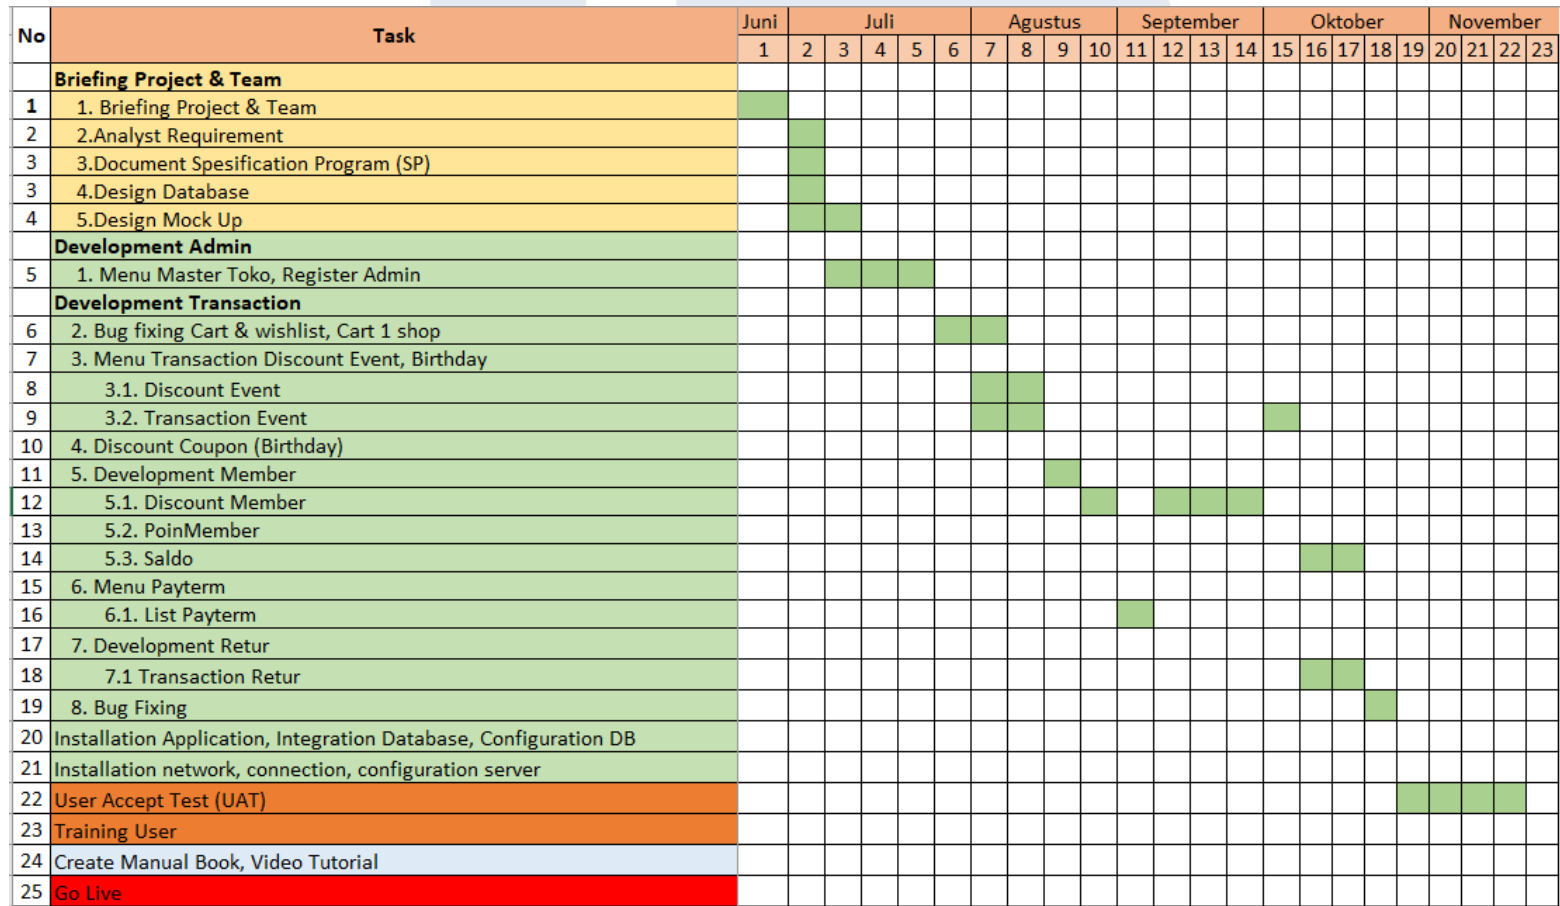 No Task Juni Juli Agustus September Oktober November
1 2 3 4 5 6 7 8 9 10 11 12 13 14 15 16 17 18 19 20 21 22 23
Briefing Project & Team
1 1. Briefing Project & Team
2 2.Analyst Requirement
3 3.Document Spesification Program (SP)
3 4.Design Database
4 5.Design Mock Up
Development Admin
5 1. Menu Master Toko, Register Admin
Development Transaction
6 2. Bug fixing Cart & wishlist, Cart 1 shop
7 3. Menu Transaction Discount Event, Birthday
8 3.1. Discount Event
9 3.2. Transaction Event
10 4. Discount Coupon (Birthday)
11 5. Development Member
12 5.1. Discount Member
13 5.2. PoinMember
14 5.3. Saldo
15 6. Menu Payterm
16 6.1. List Payterm
17 7. Development Retur
18 7.1 Transaction Retur
19 8. Bug Fixing
20 Installation Application, Integration Database, Configuration DB
21 Installation network, connection, configuration server
22 User Accept Test (UAT)
23 Training User
24 Create Manual Book, Video Tutorial
25 Go Live